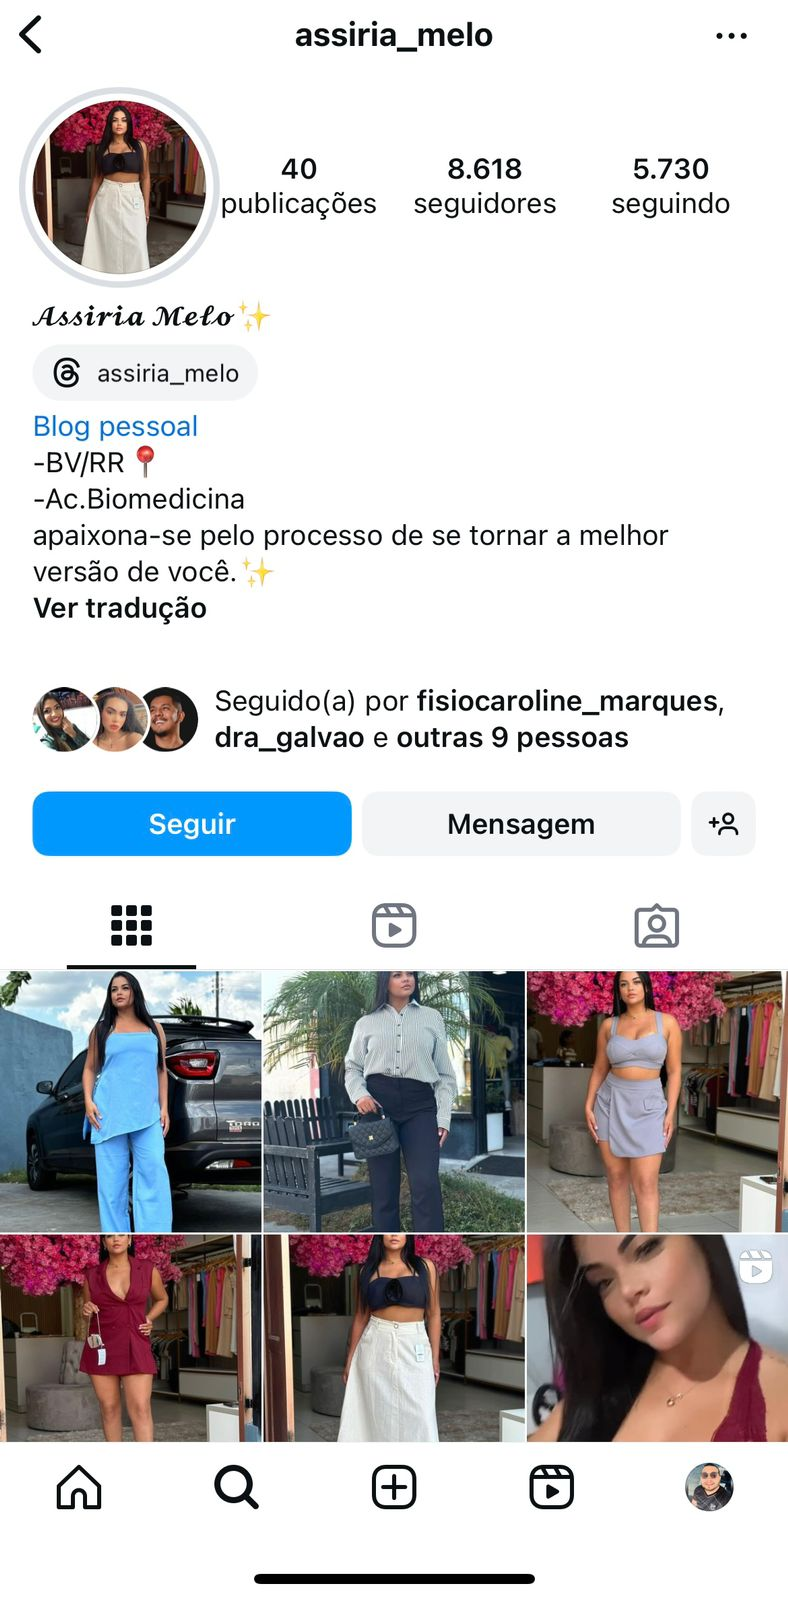 assiria_melo
40
publicações
8.618
seguidores
5.730
seguindo
𝓐𝓼𝓼𝓲𝓻𝓲𝓪 𝓜𝓮𝓵𝓸✨
assiria_melo
Blog pessoal
-BV/RR📍
-Ac.Biomedicina
apaixona-se pelo processo de se tornar a melhor
versão de você.✨
Ver tradução
Seguido(a) por fisiocaroline_marques,
dra_galvao e outras 9 pessoas
Seguir
Mensagem
TORO